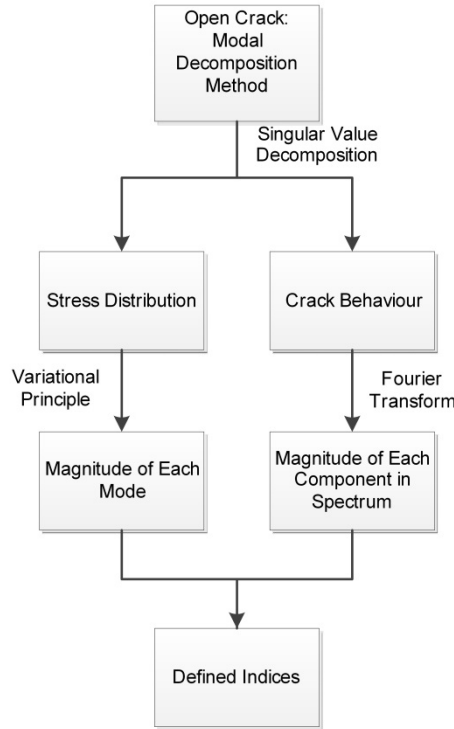 Open Crack:
Modal
Decomposition
Method
Singular Value
Decomposition
Stress Distribution
Crack Behaviour
Variational
Principle
Fourier
Transform
Magnitude of Each
Mode
Magnitude of Each
Component in
Spectrum
Defined Indices